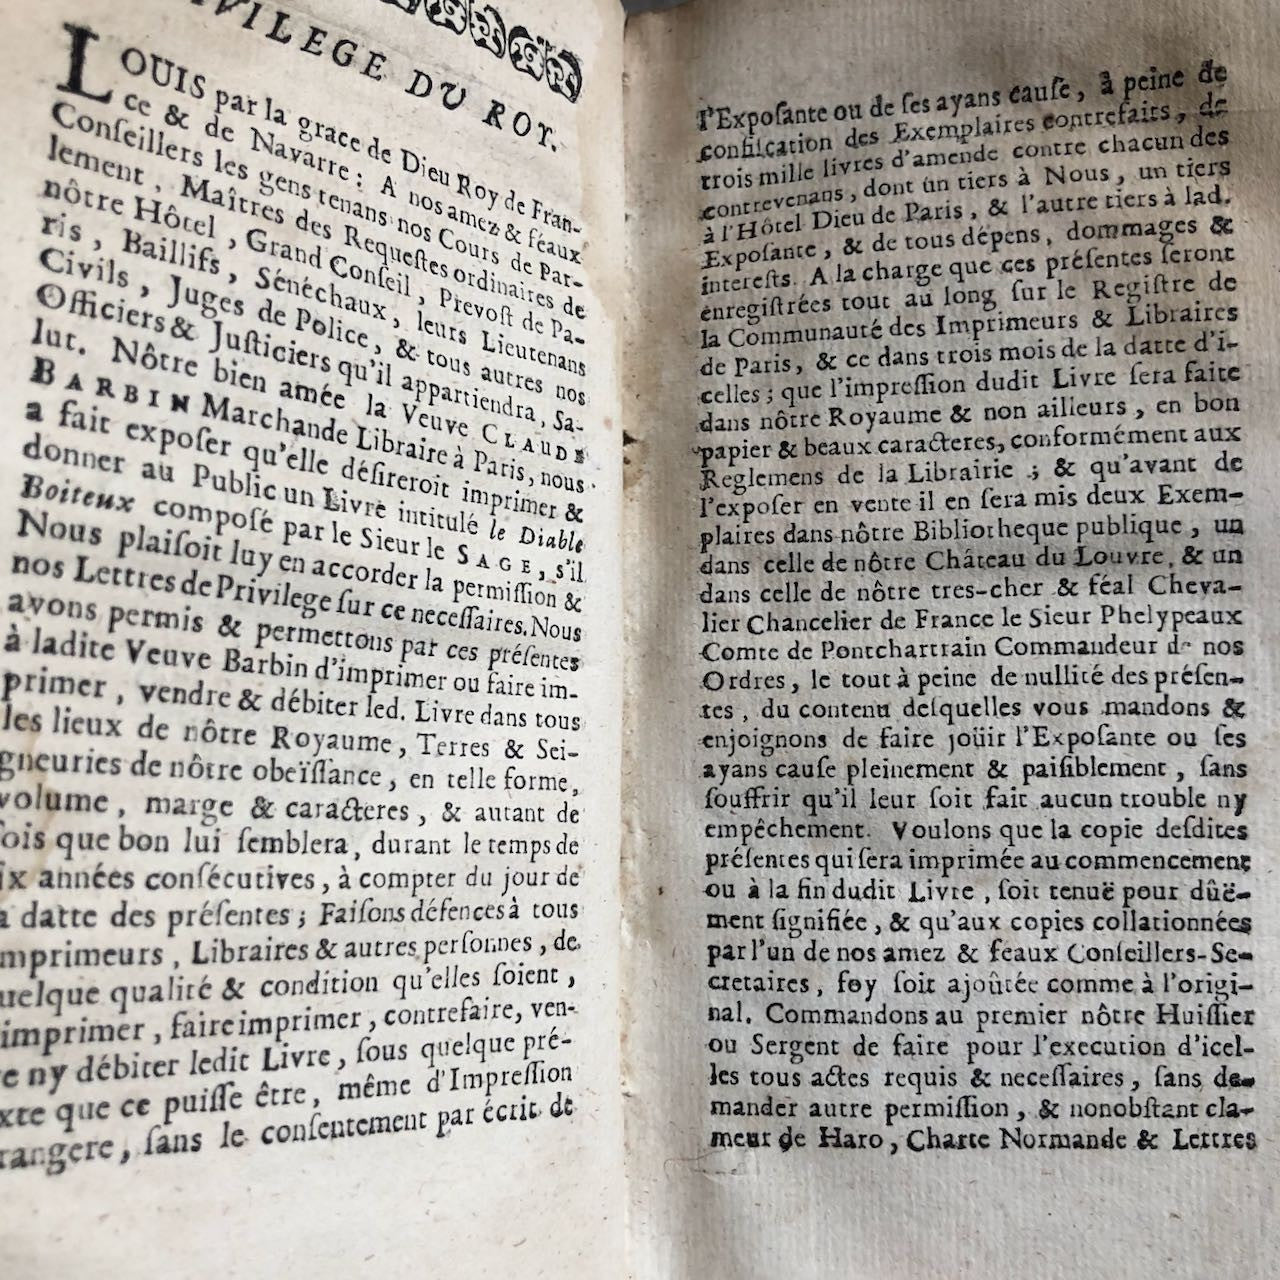 PRIVILEGE DU ROY.
LOUIS par la grace de Dieu Roy de Fran-
ce & de Navarre : A nos amez & féaux
Conſeillers les gens tenans nos Cours de Par-
lement, Maîtres des Requeſtes ordinaires de
nôtre Hôtel, Grand Conſeil, Prevoſt de Pa-
ris, Baillifs, Sénéchaux, leurs Lieutenans
Civils, Juges de Police, & tous autres nos
Officiers & Juſticiers qu'il appartiendra, Sa-
lut. Nôtre bien amée la Veuve CLAUDE
BARBIN Marchande Libraire à Paris, nous
a fait expoſer qu'elle déſireroit imprimer &
donner au Public un Livre intitulé le Diable
Boiteux compoſé par le Sieur le SAGE, s'il
Nous plaiſoit luy en accorder la permiſſion &
nos Lettres de Privilege ſur ce neceſſaires. Nous
avons permis & permettons par ces préſentes
à ladite Veuve Barbin d'imprimer ou faire im-
primer, vendre & débiter led. Livre dans tous
les lieux de nôtre Royaume, Terres & Sei-
gneuries de nôtre obeïſſance, en telle forme,
volume, marge & caracteres, & autant de
fois que bon lui ſemblera, durant le temps de
ix années conſécutives, à compter du jour de
a datte des préſentes ; Faiſons défences à tous
mprimeurs, Libraires & autres perſonnes, de
uelque qualité & condition qu'elles ſoient,
'imprimer, faire imprimer, contrefaire, ven-
re ny débiter ledit Livre, ſous quelque pré-
xte que ce puiſſe être, même d'Impreſſion
rangere, ſans le conſentement par écrit de
l'Expoſante ou de ſes ayans cauſe, à peine de
confiſcation des Exemplaires contrefaits, de
trois mille livres d'amende contre chacun des
contrevenans, dont un tiers à Nous, un tiers
à l'Hôtel Dieu de Paris, & l'autre tiers à lad.
Expoſante, & de tous dépens, dommages &
intereſts. A la charge que ces préſentes ſeront
enregiſtrées tout au long ſur le Regiſtre de
la Communauté des Imprimeurs & Libraires
de Paris, & ce dans trois mois de la datte d'i-
celles ; que l'impreſſion dudit Livre ſera faite
dans nôtre Royaume & non ailleurs, en bon
papier & beaux caracteres, conformément aux
Reglemens de la Librairie ; & qu'avant de
l'expoſer en vente il en ſera mis deux Exem-
plaires dans nôtre Bibliotheque publique, un
dans celle de nôtre Château du Louvre, & un
dans celle de nôtre tres-cher & féal Cheva-
lier Chancelier de France le Sieur Phelypeaux
Comte de Pontchartrain Commandeur de nos
Ordres, le tout à peine de nullité des préſen-
tes, du contenu deſquelles vous mandons &
enjoignons de faire joüir l'Expoſante ou ſes
ayans cauſe pleinement & paiſiblement, ſans
ſouffrir qu'il leur ſoit fait aucun trouble ny
empêchement. Voulons que la copie deſdites
préſentes qui ſera imprimée au commencement
ou à la fin dudit Livre, ſoit tenuë pour dûë-
ment ſignifiée, & qu'aux copies collationnées
par l'un de nos amez & feaux Conſeillers-Se-
cretaires, foy ſoit ajoûtée comme à l'origi-
nal. Commandons au premier nôtre Huiſſier
ou Sergent de faire pour l'execution d'icel-
les tous actes requis & neceſſaires, ſans de-
mander autre permiſſion, & nonobſtant cla-
meur de Haro, Charte Normande & Lettres